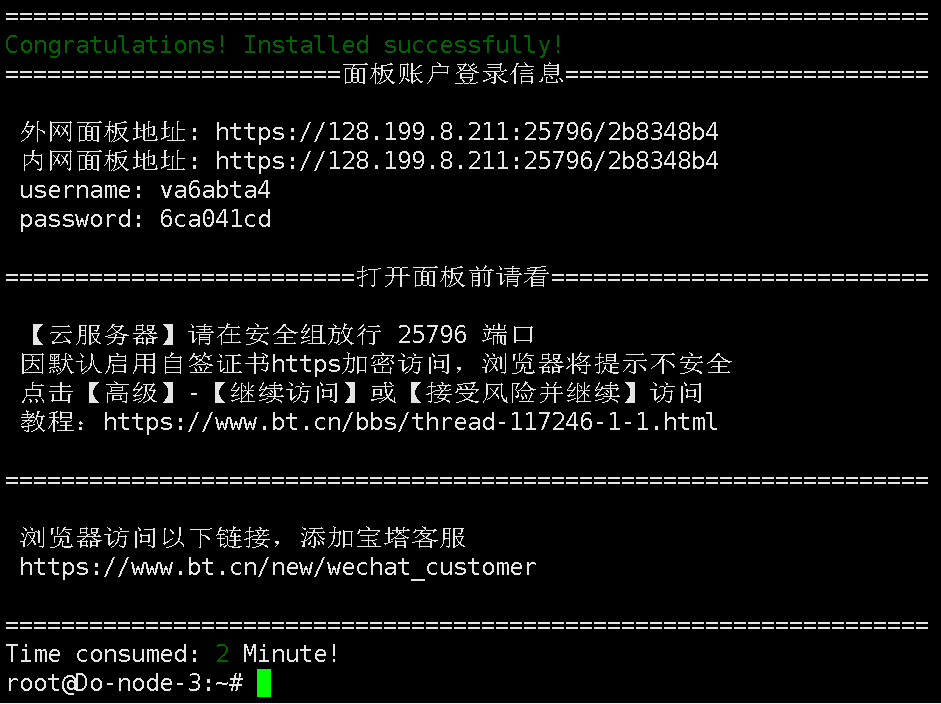 ==================================================================
Congratulations! Installed successfully!
========================面板账户登录信息==========================

 外网面板地址: https://128.199.8.211:25796/2b8348b4
 内网面板地址: https://128.199.8.211:25796/2b8348b4
 username: va6abta4
 password: 6ca041cd

=========================打开面板前请看===========================

 【云服务器】请在安全组放行 25796 端口
 因默认启用自签证书https加密访问，浏览器将提示不安全
 点击【高级】-【继续访问】或【接受风险并继续】访问
 教程：https://www.bt.cn/bbs/thread-117246-1-1.html

==================================================================

 浏览器访问以下链接，添加宝塔客服
 https://www.bt.cn/new/wechat_customer

==================================================================
Time consumed: 2 Minute!
root@Do-node-3:~#